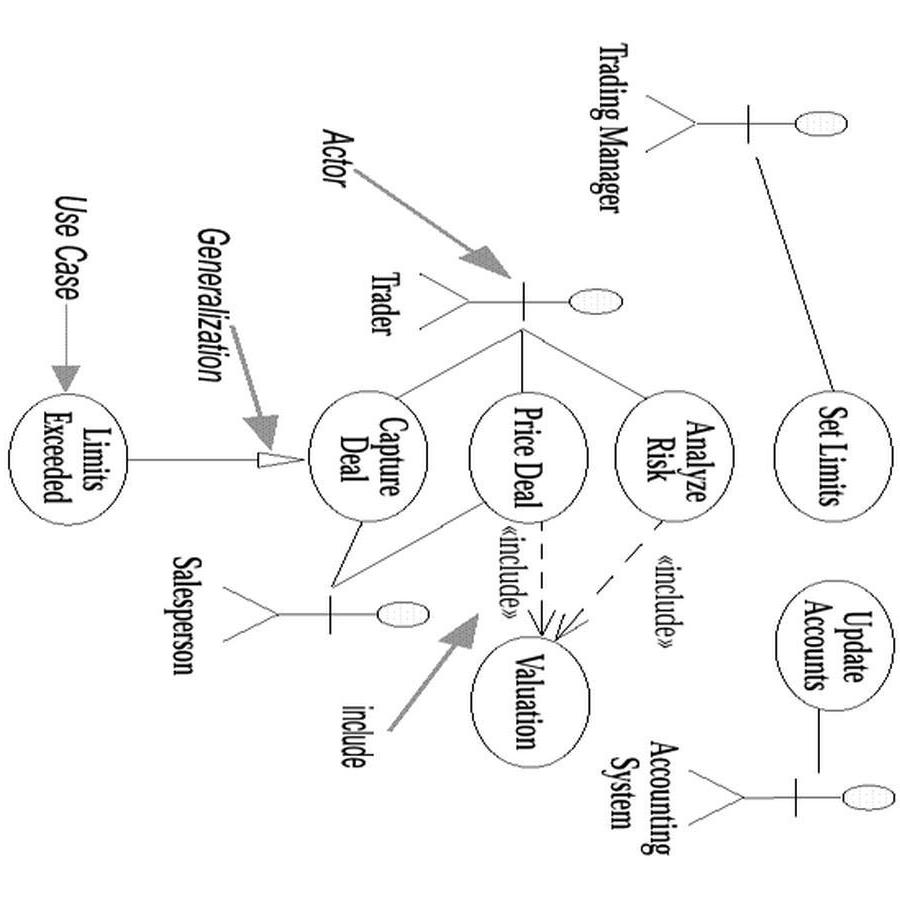 Set Limits
Update
Accounts
Trading Manager
Accounting
System
Analyze
Risk
«include»
Price Deal
«include»
Valuation
Trader
Actor
Capture
Deal
include
Salesperson
Generalization
Limits
Exceeded
Use Case